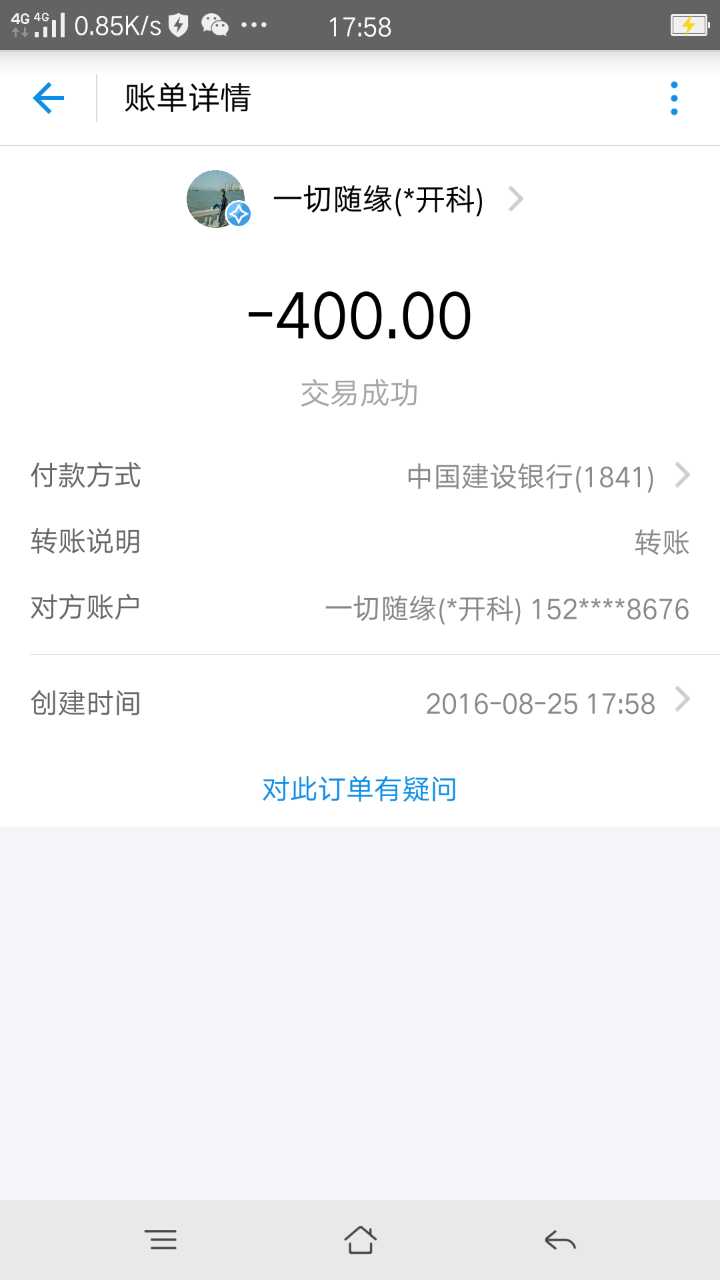 4G 4G 0.85K/s 17:58
账单详情
一切随缘(*开科)
-400.00
交易成功
付款方式 中国建设银行(1841)
转账说明 转账
对方账户 一切随缘(*开科) 152****8676
创建时间 2016-08-25 17:58
对此订单有疑问